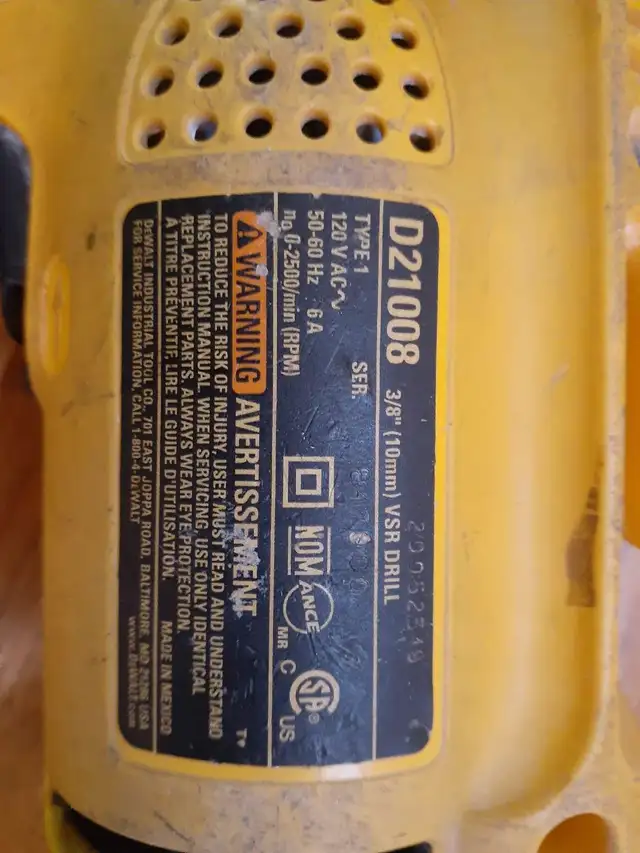 D21008 3/8" (10mm) VSR DRILL
TYPE 1 SER.
120 V AC∿
50-60 Hz 6 A
n₀ 0-2500/min (RPM)
NOM
ANCE
MR
C SA® US
⚠WARNING AVERTISSEMENT
TO REDUCE THE RISK OF INJURY, USER MUST READ AND UNDERSTAND
INSTRUCTION MANUAL. WHEN SERVICING, USE ONLY IDENTICAL
REPLACEMENT PARTS. ALWAYS WEAR EYE PROTECTION.
A TITRE PREVENTIF, LIRE LE GUIDE D'UTILISATION. MADE IN MEXICO
DeWALT INDUSTRIAL TOOL CO., 701 EAST JOPPA ROAD, BALTIMORE, MD 21286 USA
FOR SERVICE INFORMATION, CALL 1-800-4-DeWALT www.DeWALT.com